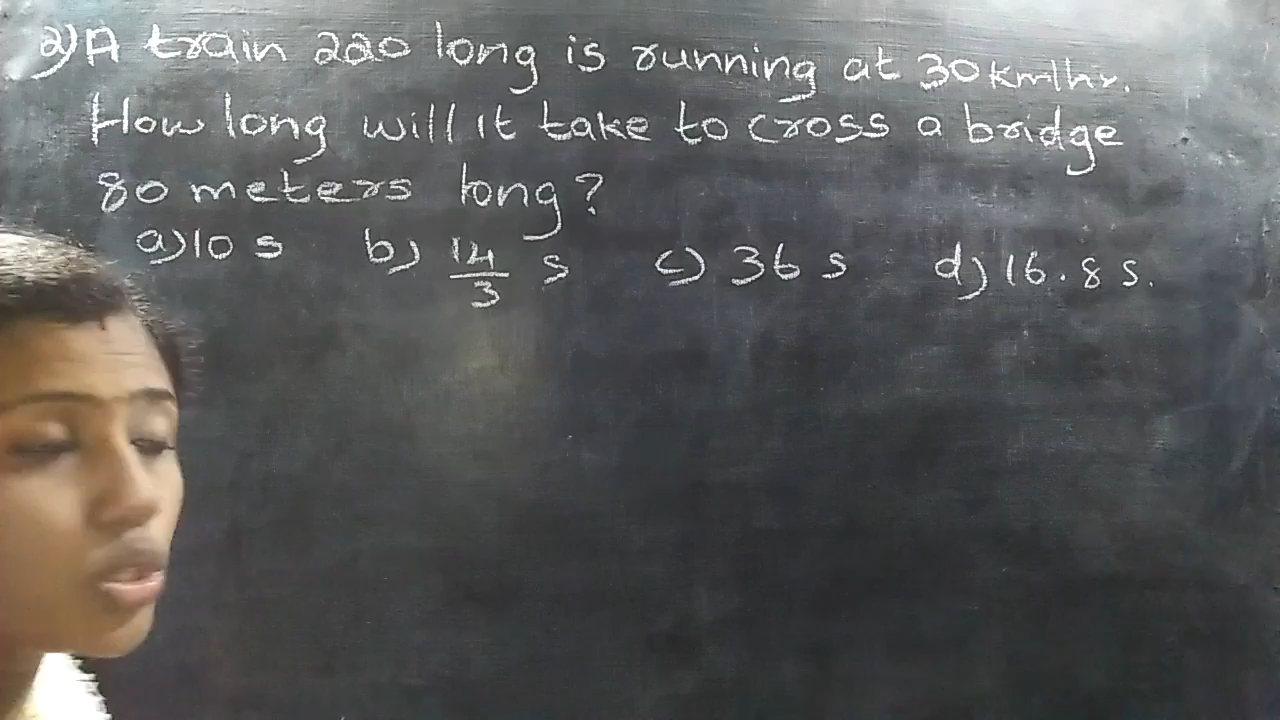 2) A train 220 long is running at 30km/hr.
How long will it take to cross a bridge
80 meters long?
a) 10 s b) 14/3 s c) 36 s d) 16.8 s.